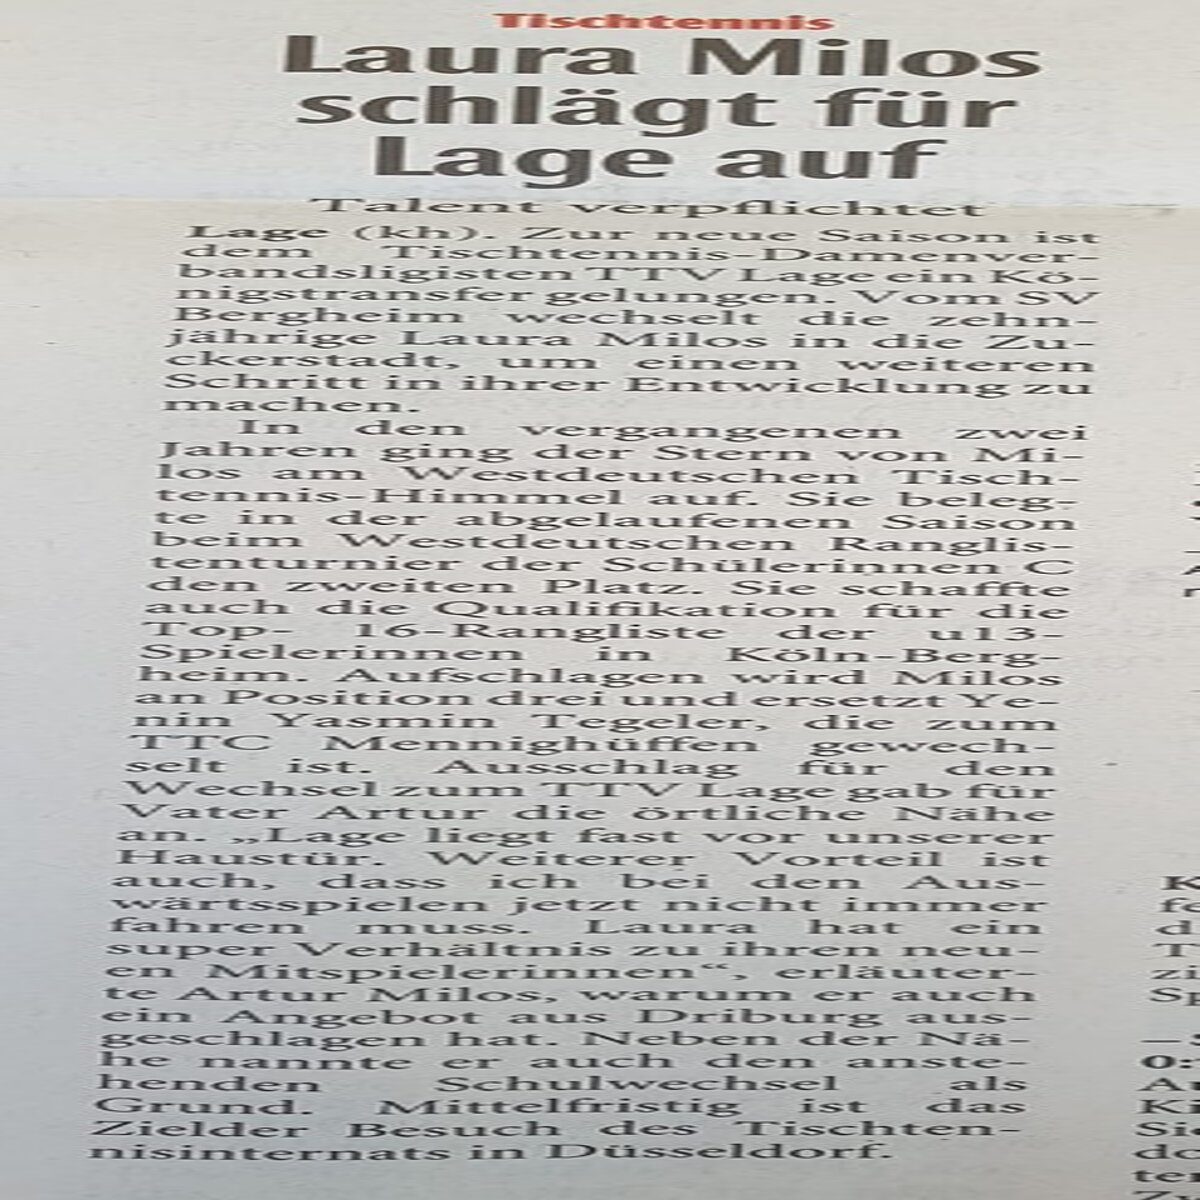 Tischtennis
Laura Milos
schlägt für
Lage auf
Talent verpflichtet
Lage (kh). Zur neue Saison ist
dem Tischtennis-Damenver-
bandsligisten TTV Lage ein Kö-
nigstransfer gelungen. Vom SV
Bergheim wechselt die zehn-
jährige Laura Milos in die Zu-
ckerstadt, um einen weiteren
Schritt in ihrer Entwicklung zu
machen.
In den vergangenen zwei
Jahren ging der Stern von Mi-
los am Westdeutschen Tisch-
tennis-Himmel auf. Sie beleg-
te in der abgelaufenen Saison
beim Westdeutschen Ranglis-
tenturnier der Schülerinnen C
den zweiten Platz. Sie schaffte
auch die Qualifikation für die
Top- 16-Rangliste der u13-
Spielerinnen in Köln-Berg-
heim. Aufschlagen wird Milos
an Position drei und ersetzt Ye-
nin Yasmin Tegeler, die zum
TTC Mennighüffen gewech-
selt ist. Ausschlag für den
Wechsel zum TTV Lage gab für
Vater Artur die örtliche Nähe
an. „Lage liegt fast vor unserer
Haustür. Weiterer Vorteil ist
auch, dass ich bei den Aus-
wärtsspielen jetzt nicht immer
fahren muss. Laura hat ein
super Verhältnis zu ihren neu-
en Mitspielerinnen“, erläuter-
te Artur Milos, warum er auch
ein Angebot aus Driburg aus-
geschlagen hat. Neben der Nä-
he nannte er auch den anste-
henden Schulwechsel als
Grund. Mittelfristig ist das
Zielder Besuch des Tischten-
nisinternats in Düsseldorf.